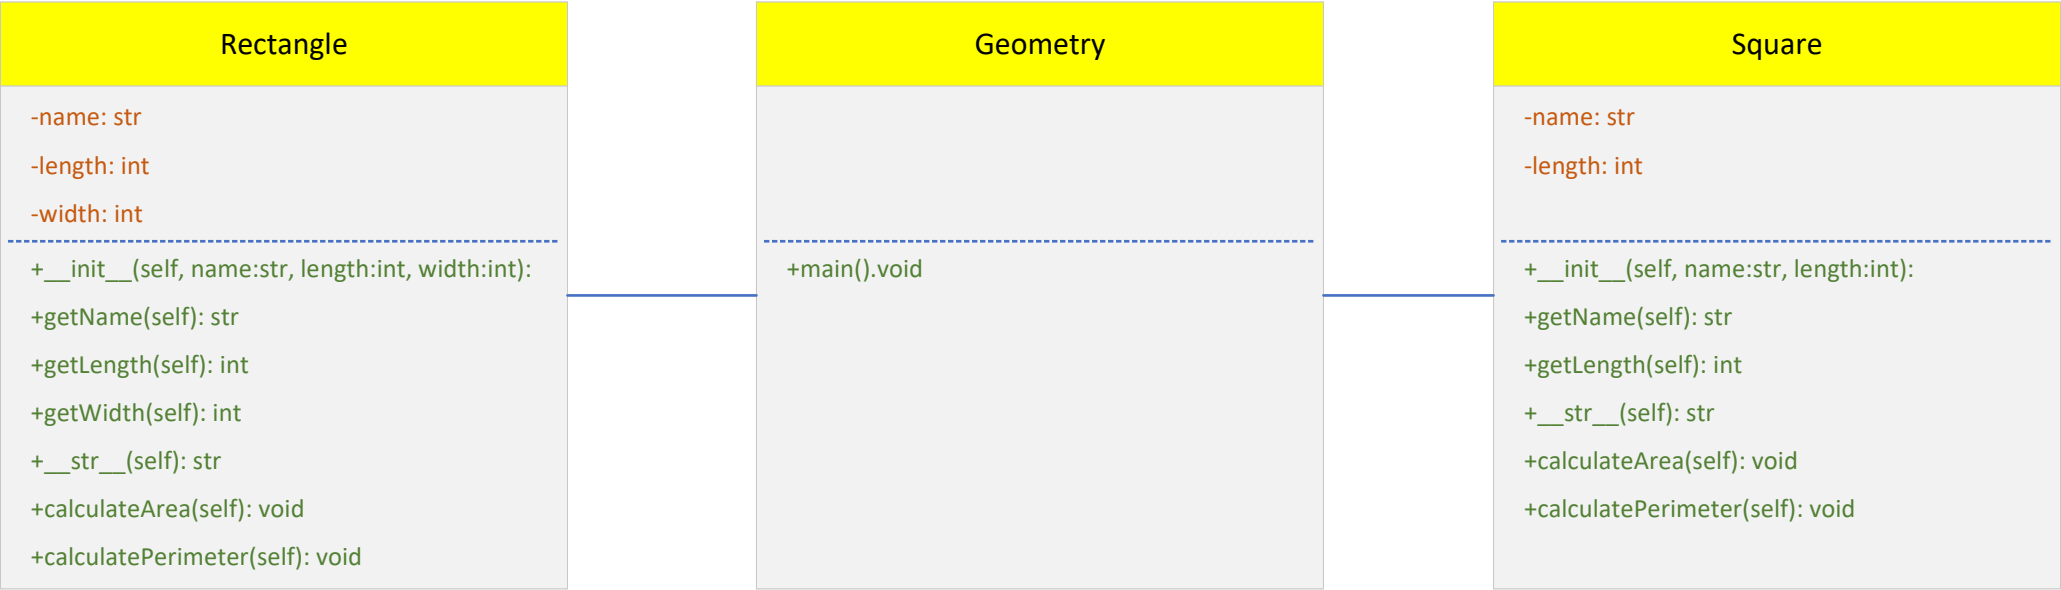 Rectangle
-name: str
-length: int
-width: int
+__init__(self, name:str, length:int, width:int):
+getName(self): str
+getLength(self): int
+getWidth(self): int
+__str__(self): str
+calculateArea(self): void
+calculatePerimeter(self): void
Geometry
+main().void
Square
-name: str
-length: int
+__init__(self, name:str, length:int):
+getName(self): str
+getLength(self): int
+__str__(self): str
+calculateArea(self): void
+calculatePerimeter(self): void